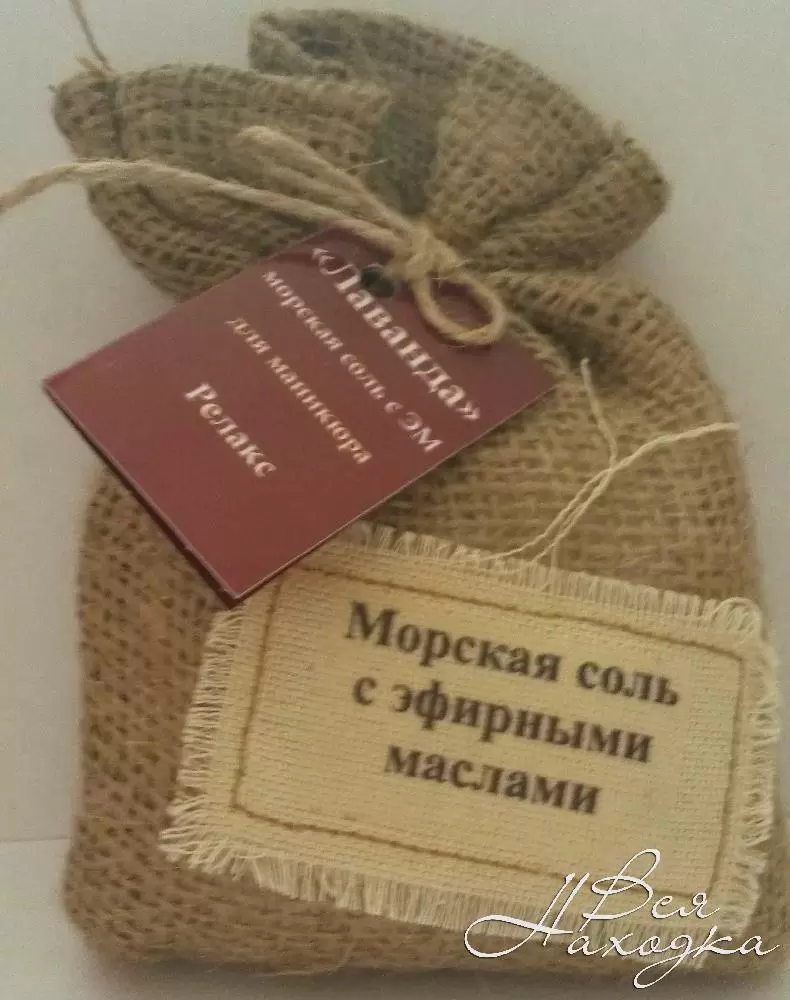 «Лаванда»
морская соль с ЭМ
для маникюра
Релакс
Морская соль
с эфирными
маслами
Вся
Находка